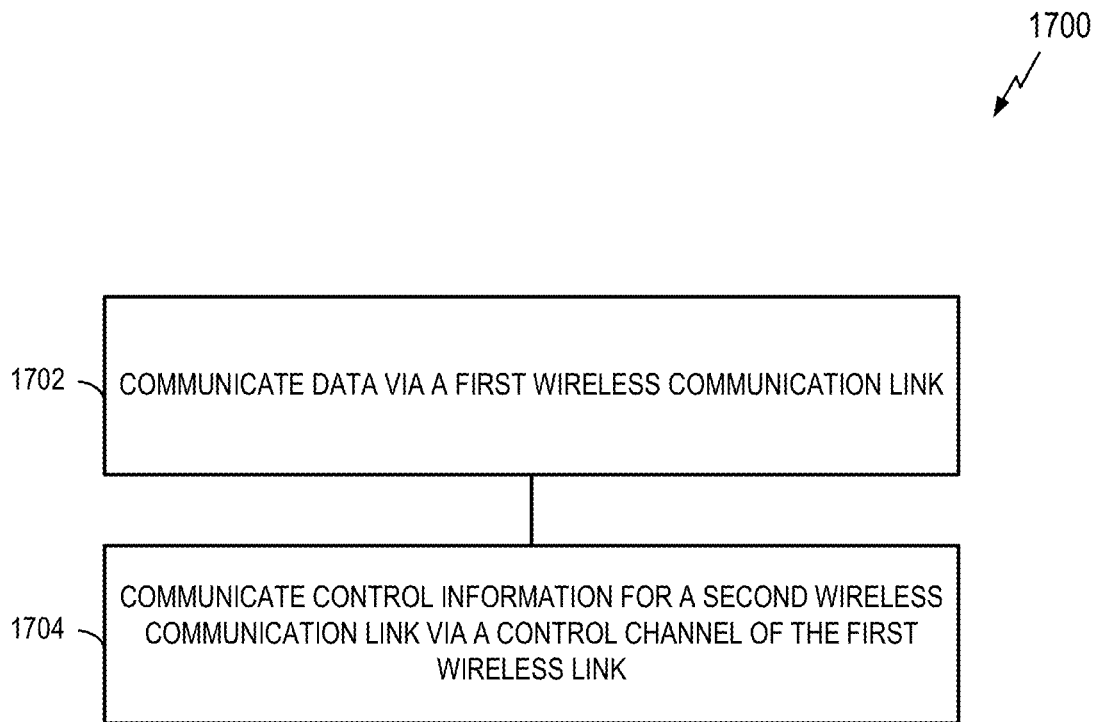 1700
1702
COMMUNICATE DATA VIA A FIRST WIRELESS COMMUNICATION LINK
1704
COMMUNICATE CONTROL INFORMATION FOR A SECOND WIRELESS
COMMUNICATION LINK VIA A CONTROL CHANNEL OF THE FIRST
WIRELESS LINK